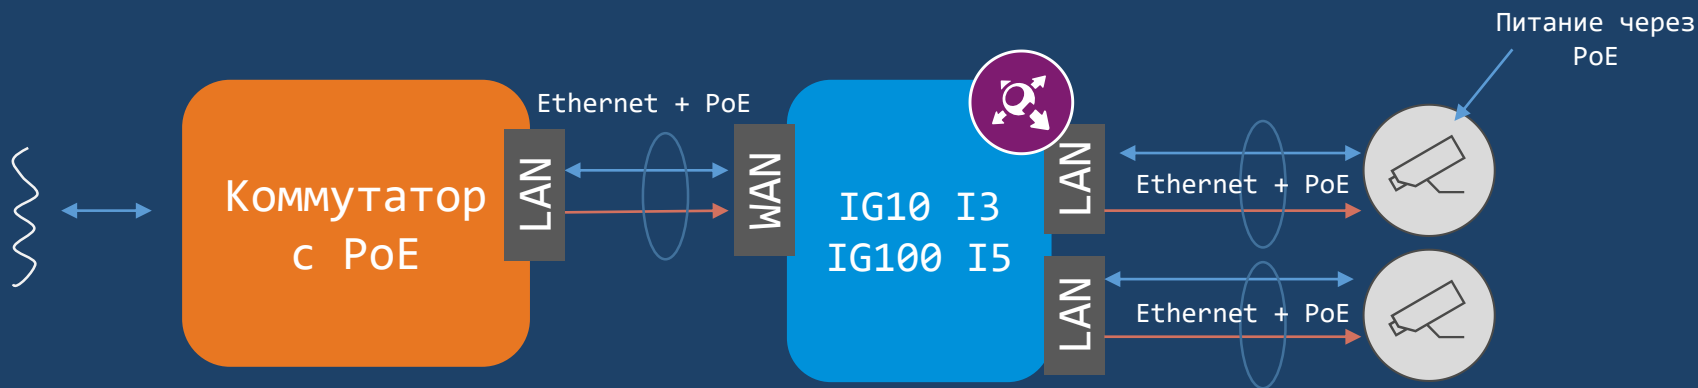 Питание через
PoE
Ethernet + PoE
Коммутатор
с PoE
LAN
WAN
IG10 I3
IG100 I5
LAN
Ethernet + PoE
LAN
Ethernet + PoE